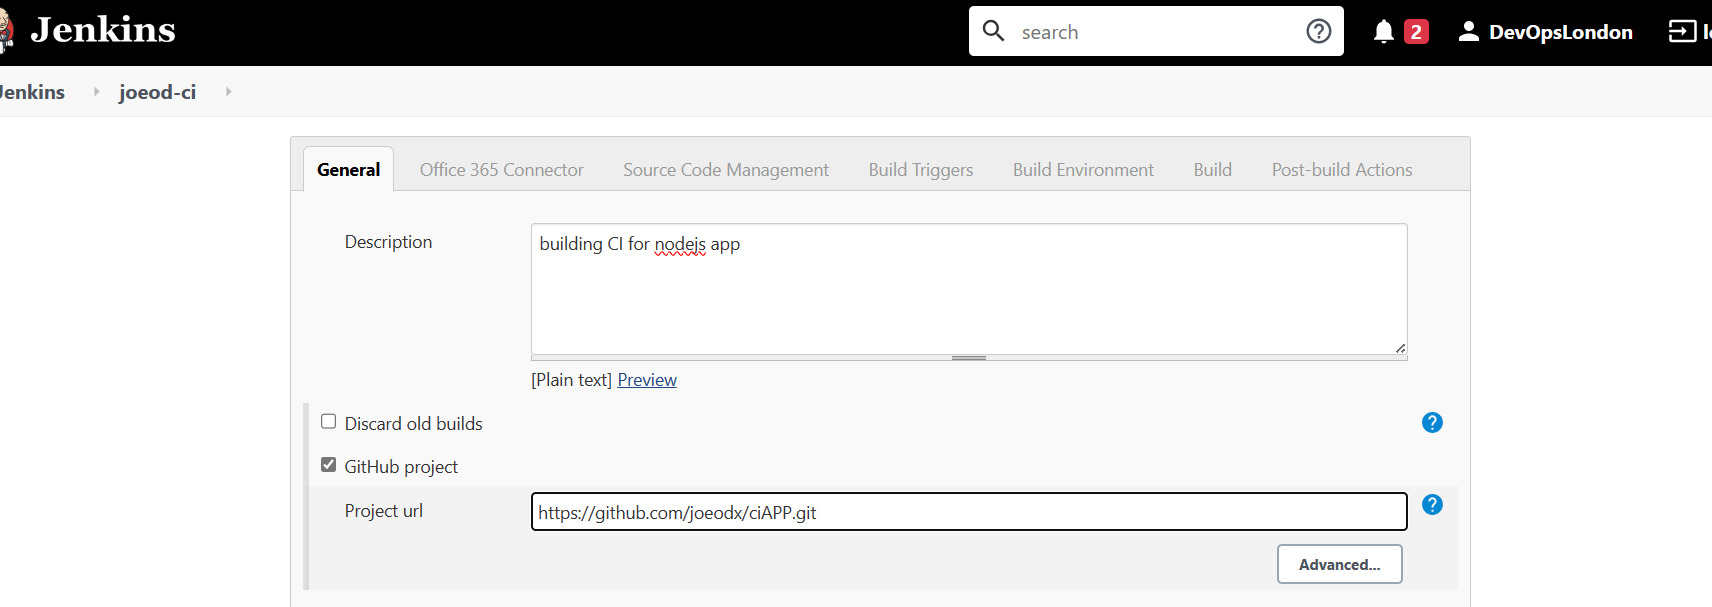 Jenkins
search
2
DevOpsLondon
Jenkins
joeod-ci
General
Office 365 Connector
Source Code Management
Build Triggers
Build Environment
Build
Post-build Actions
Description
building CI for nodejs app
[Plain text] Preview
Discard old builds
GitHub project
Project url
https://github.com/joeodx/ciAPP.git
Advanced...